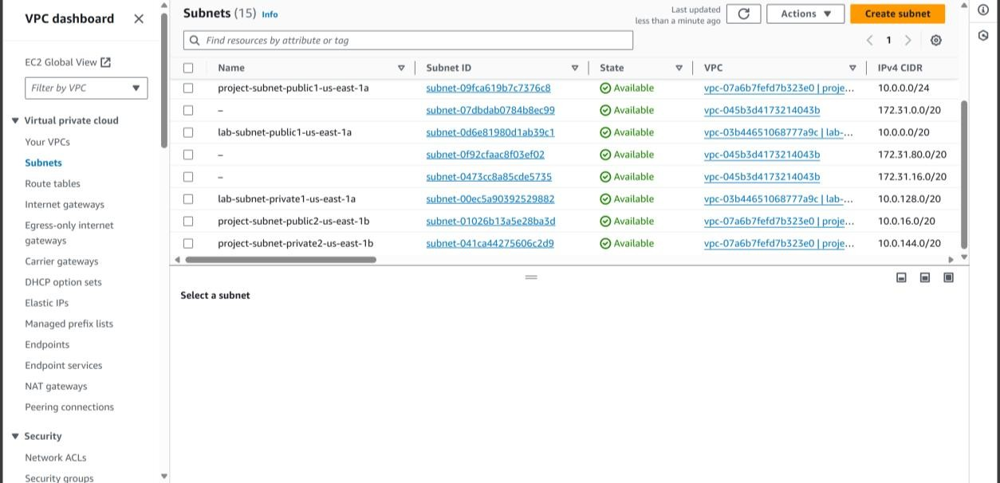 VPC dashboard
EC2 Global View
Filter by VPC
Virtual private cloud
Your VPCs
Subnets
Route tables
Internet gateways
Egress-only internet
gateways
Carrier gateways
DHCP option sets
Elastic IPs
Managed prefix lists
Endpoints
Endpoint services
NAT gateways
Peering connections
Security
Network ACLs
Security groups
Subnets (15) Info
Last updated
less than a minute ago
Actions
Create subnet
Find resources by attribute or tag
1
Name Subnet ID State VPC IPv4 CIDR
project-subnet-public1-us-east-1a subnet-09fca619b7c7376c8 Available vpc-07a6b7fefd7b323e0 | proje... 10.0.0.0/24
– subnet-07dbdab0784b8ec99 Available vpc-045b3d4173214043b 172.31.0.0/20
lab-subnet-public1-us-east-1a subnet-0d6e81980d1ab39c1 Available vpc-03b44651068777a9c | lab-... 10.0.0.0/20
– subnet-0f92cfaac8f03ef02 Available vpc-045b3d4173214043b 172.31.80.0/20
– subnet-0473cc8a85cde5735 Available vpc-045b3d4173214043b 172.31.16.0/20
lab-subnet-private1-us-east-1a subnet-00ec5a90392529882 Available vpc-03b44651068777a9c | lab-... 10.0.128.0/20
project-subnet-public2-us-east-1b subnet-01026b13a5e28ba3d Available vpc-07a6b7fefd7b323e0 | proje... 10.0.16.0/20
project-subnet-private2-us-east-1b subnet-041ca44275606c2d9 Available vpc-07a6b7fefd7b323e0 | proje... 10.0.144.0/20
Select a subnet